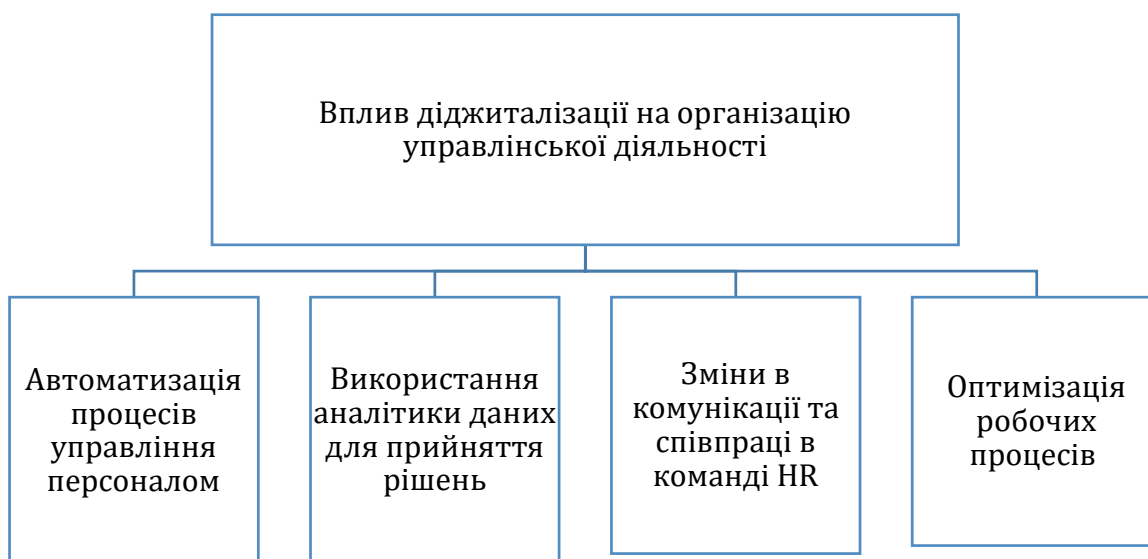 Вплив діджиталізації на організацію
управлінської діяльності
Автоматизація
процесів
управління
персоналом
Використання
аналітики даних
для прийняття
рішень
Зміни в
комунікації та
співпраці в
команді HR
Оптимізація
робочих
процесів